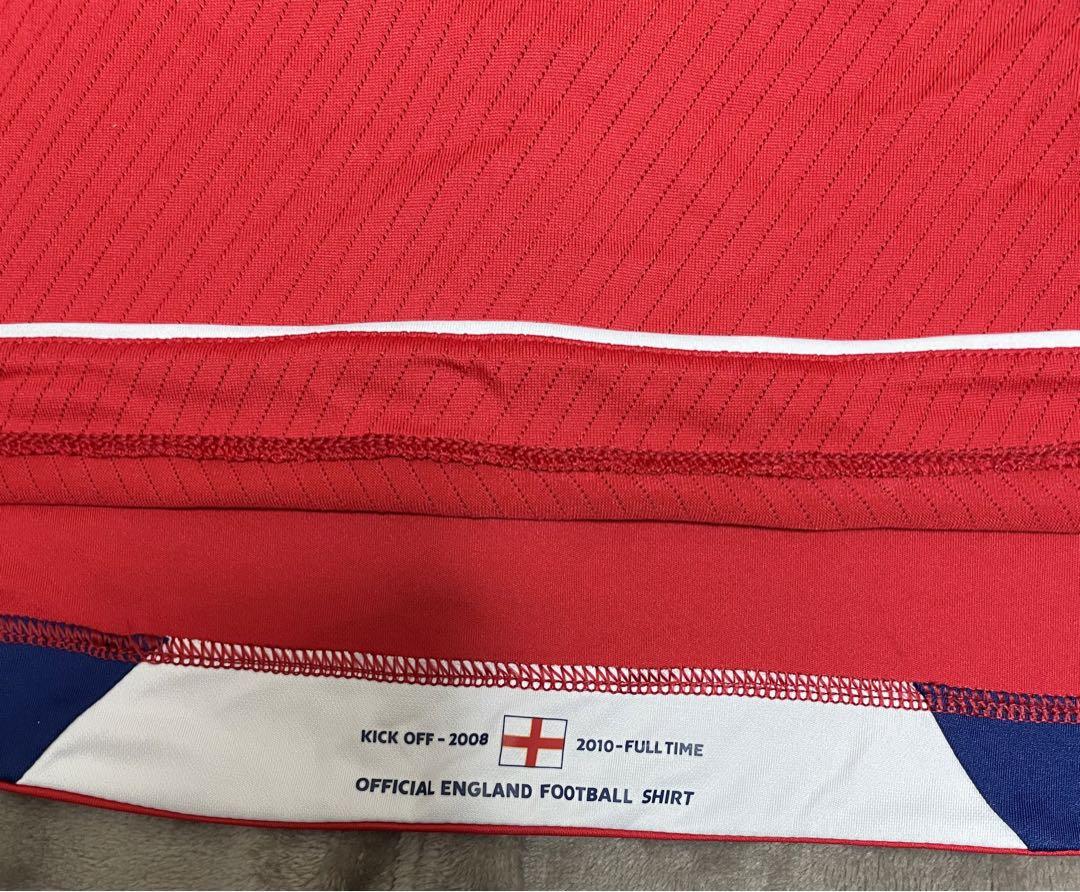 KICK OFF - 2008 2010 - FULL TIME
OFFICIAL ENGLAND FOOTBALL SHIRT